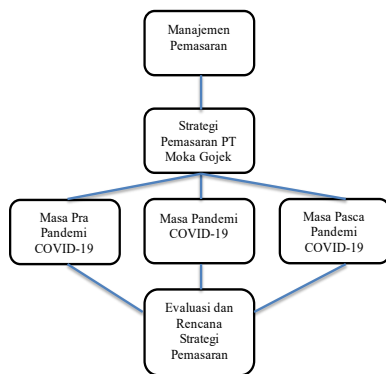 Manajemen
Pemasaran
Strategi
Pemasaran PT
Moka Gojek
Masa Pra
Pandemi
COVID-19
Masa Pandemi
COVID-19
Masa Pasca
Pandemi
COVID-19
Evaluasi dan
Rencana
Strategi
Pemasaran